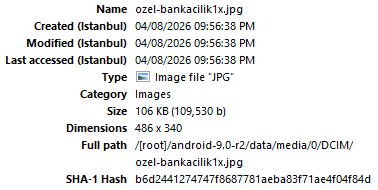 Name ozel-bankacilik1x.jpg
Created (Istanbul) 04/08/2026 09:56:38 PM
Modified (Istanbul) 04/08/2026 09:56:38 PM
Last accessed (Istanbul) 04/08/2026 09:56:38 PM
Type Image file "JPG"
Category Images
Size 106 KB (109,530 b)
Dimensions 486 x 340
Full path /[root]/android-9.0-r2/data/media/0/DCIM/
ozel-bankacilik1x.jpg
SHA-1 Hash b6d2441274747f8687781aeba83f71ae4f04f84d